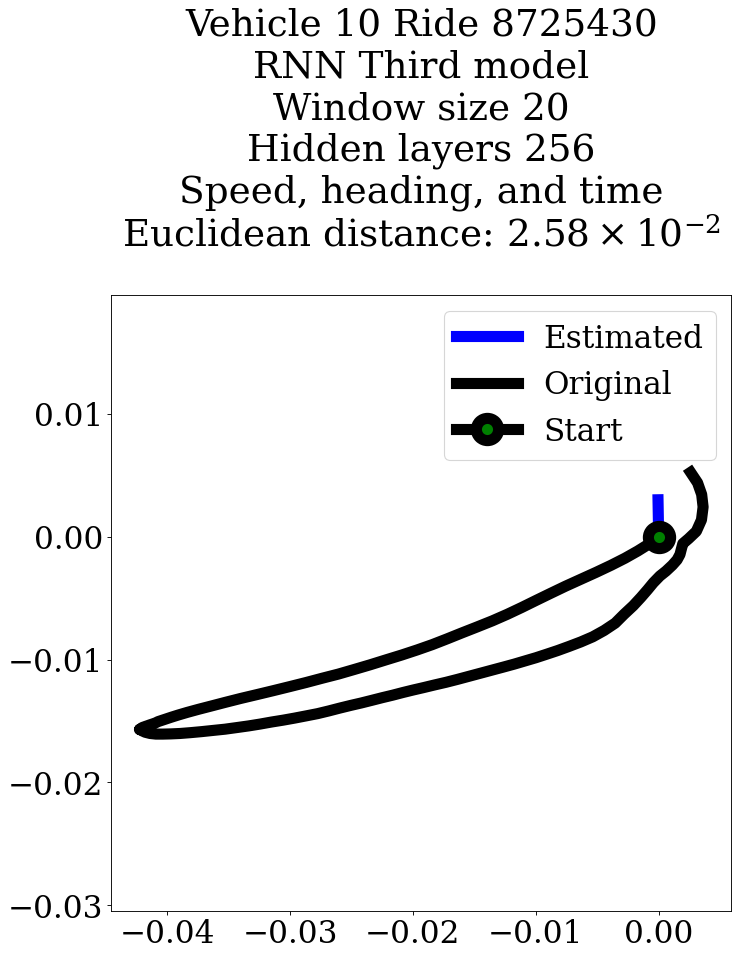 Vehicle 10 Ride 8725430
RNN Third model
Window size 20
Hidden layers 256
Speed, heading, and time
Euclidean distance: 2.58 × 10⁻²
Estimated
Original
Start
0.01
0.00
−0.01
−0.02
−0.03
−0.04 −0.03 −0.02 −0.01 0.00